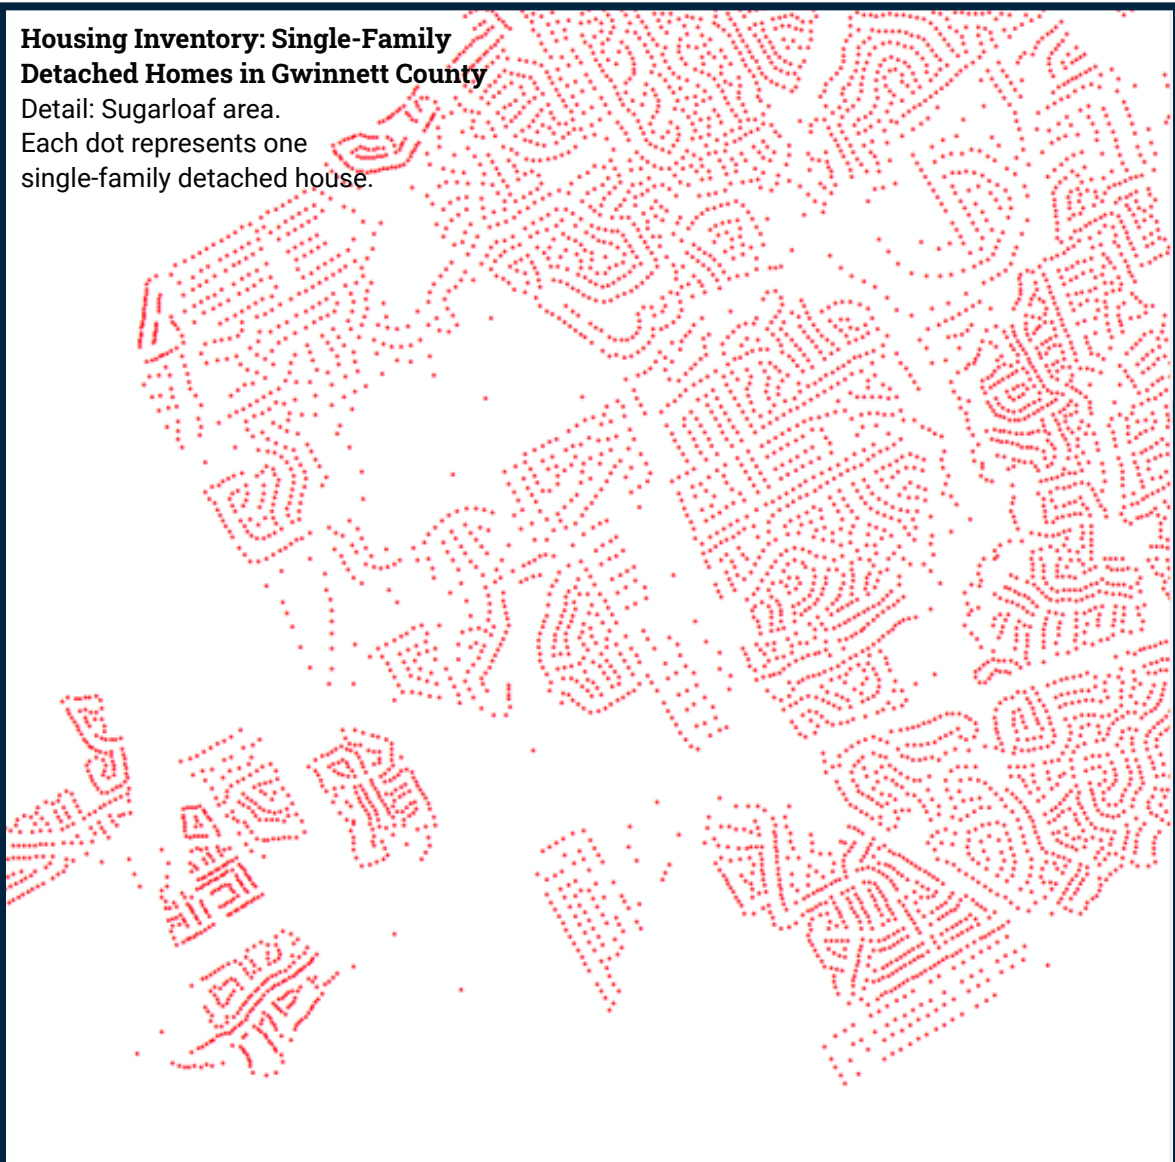 Housing Inventory: Single-Family
Detached Homes in Gwinnett County
Detail: Sugarloaf area.
Each dot represents one
single-family detached house.